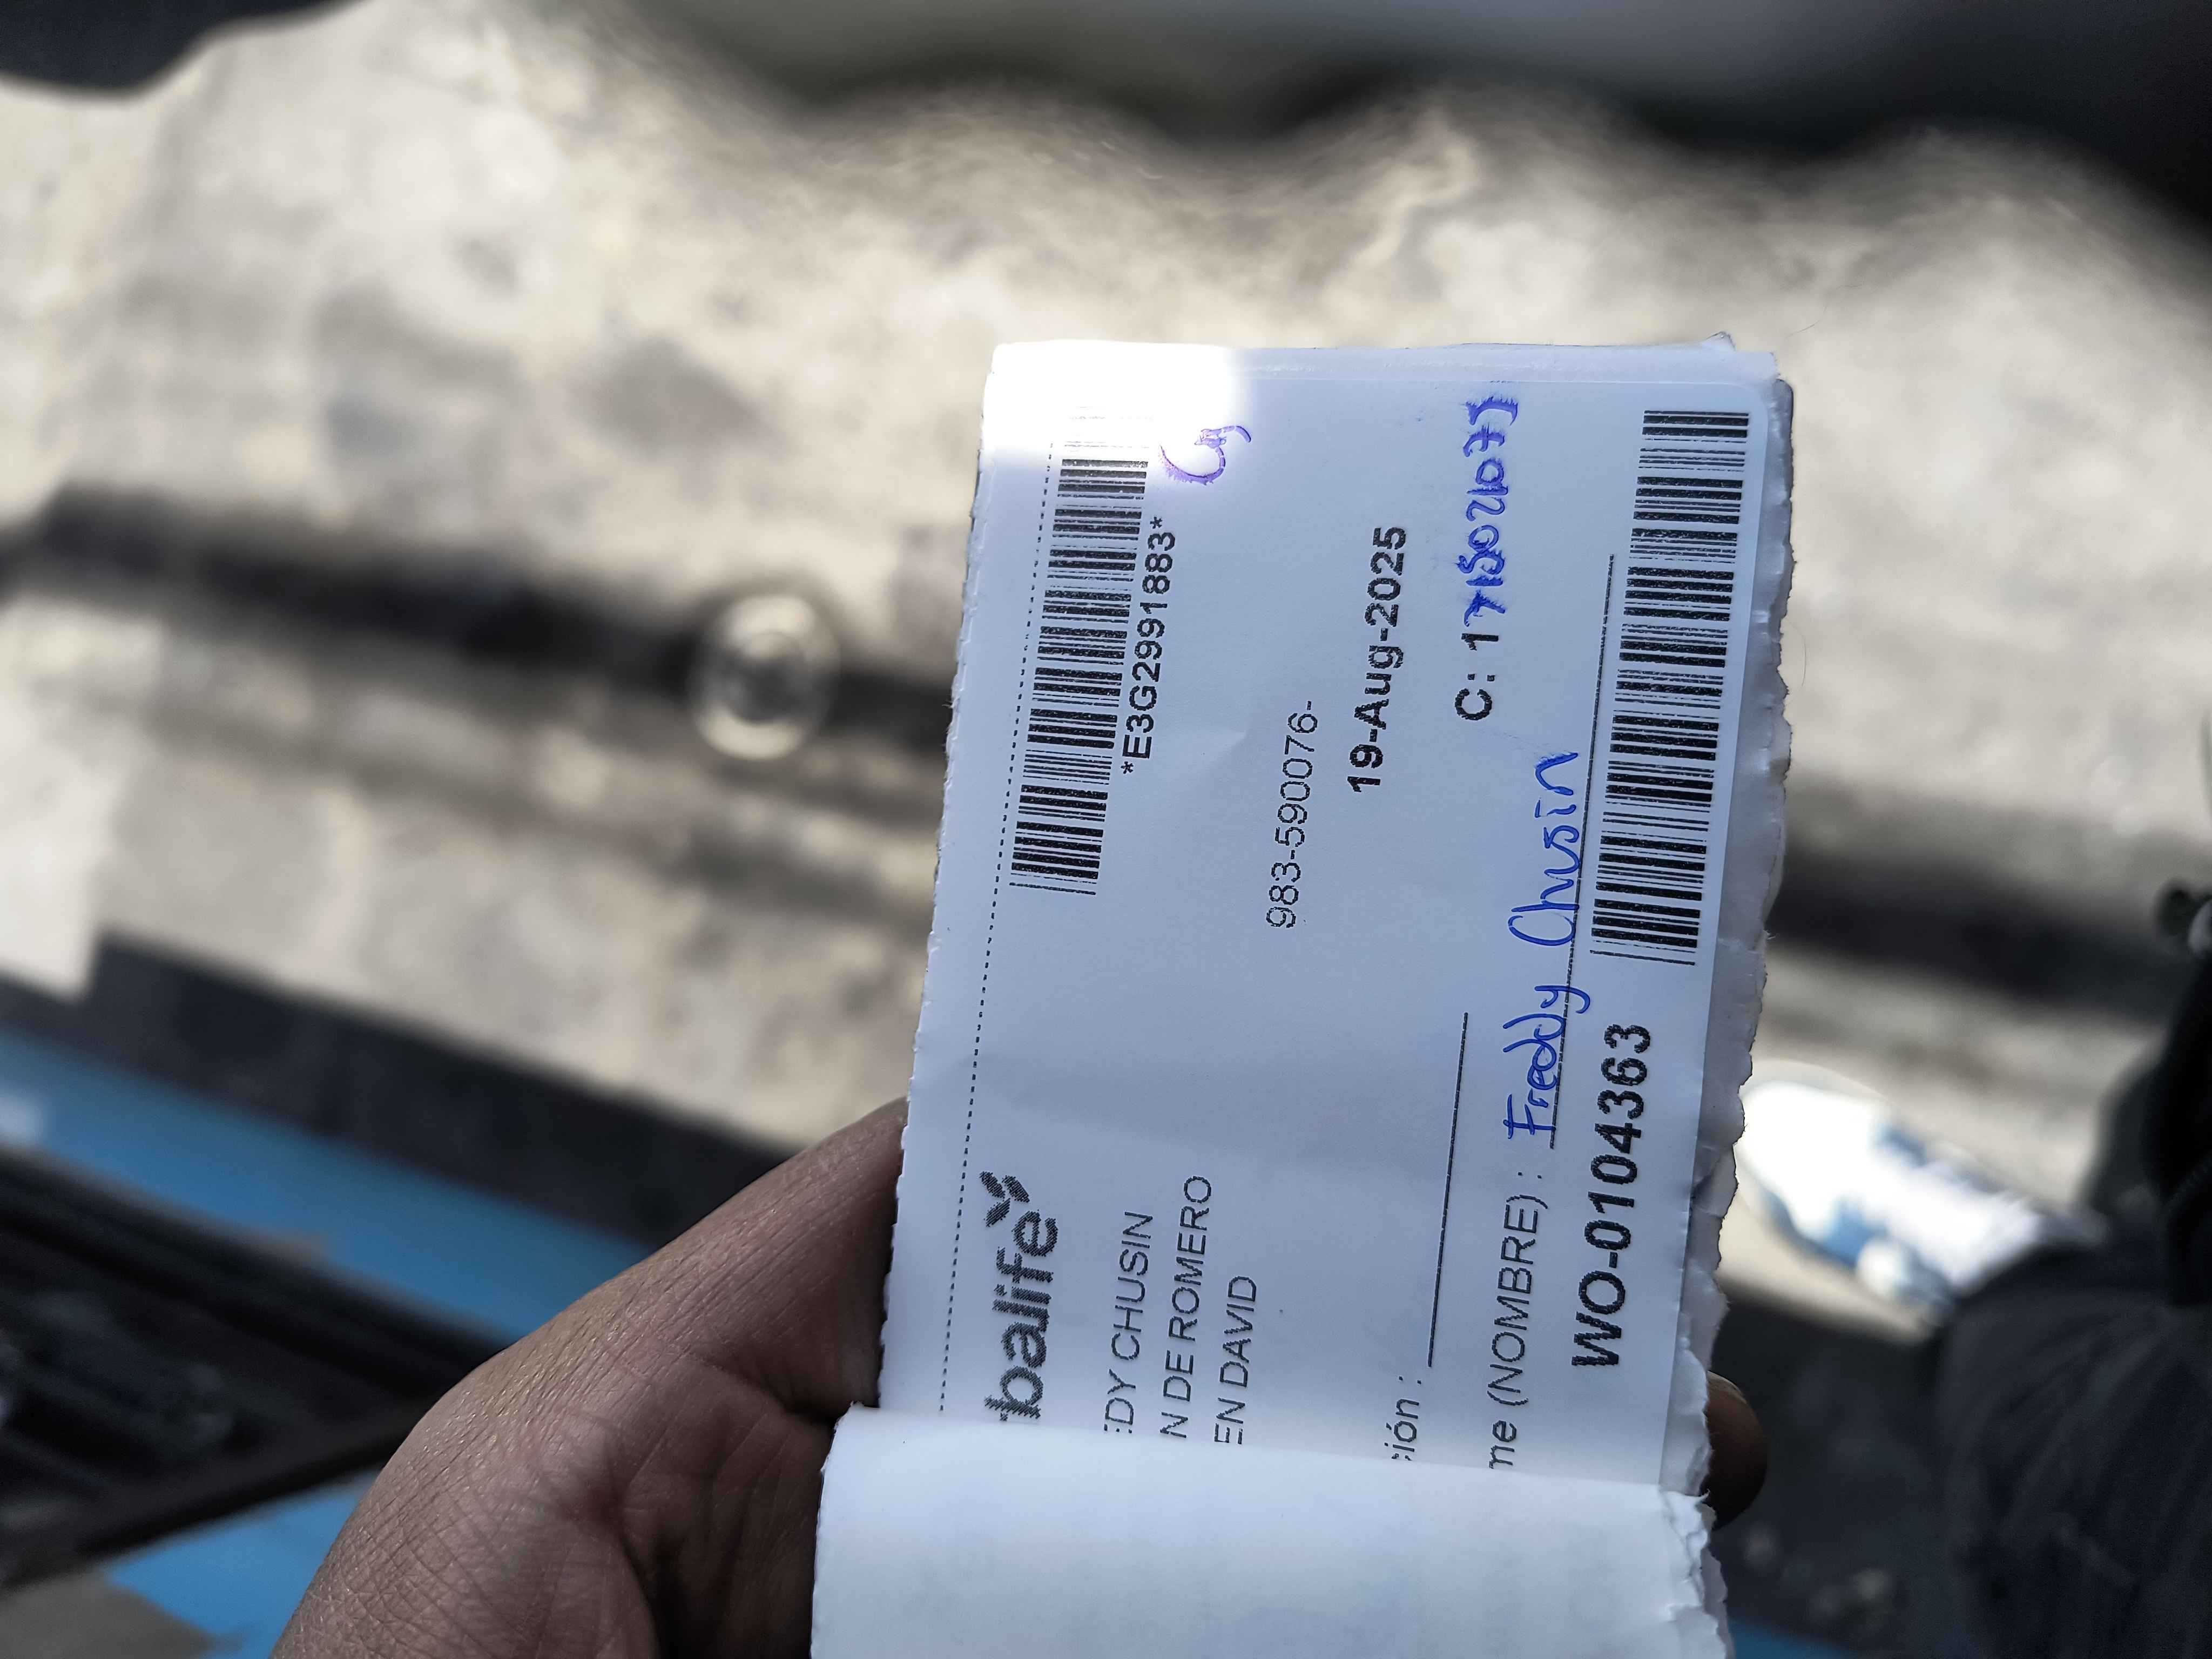 balife
*E3G2991883*
EDY CHUSIN
N DE ROMERO
983-590076-
EN DAVID
19-Aug-2025
ción :
C: 1
me (NOMBRE) : Freddy Chusin
WO-0104363